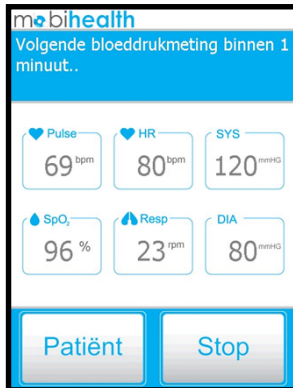 mobihealth
Volgende bloeddrukmeting binnen 1
minuut..
Pulse HR SYS
69 bpm 80 bpm 120 mmHG
SpO₂ Resp DIA
96 % 23 rpm 80 mmHG
Patiënt Stop